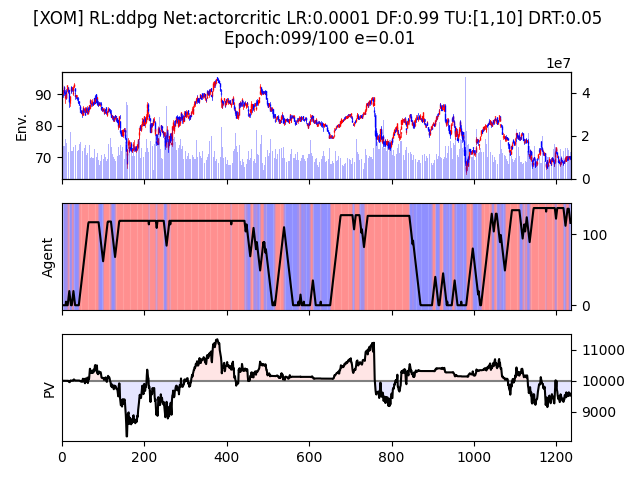 [XOM] RL:ddpg Net:actorcritic LR:0.0001 DF:0.99 TU:[1,10] DRT:0.05
Epoch:099/100 e=0.01
1e7
Env.
90
80
70
4
2
0
Agent
100
0
PV
11000
10000
9000
0 200 400 600 800 1000 1200